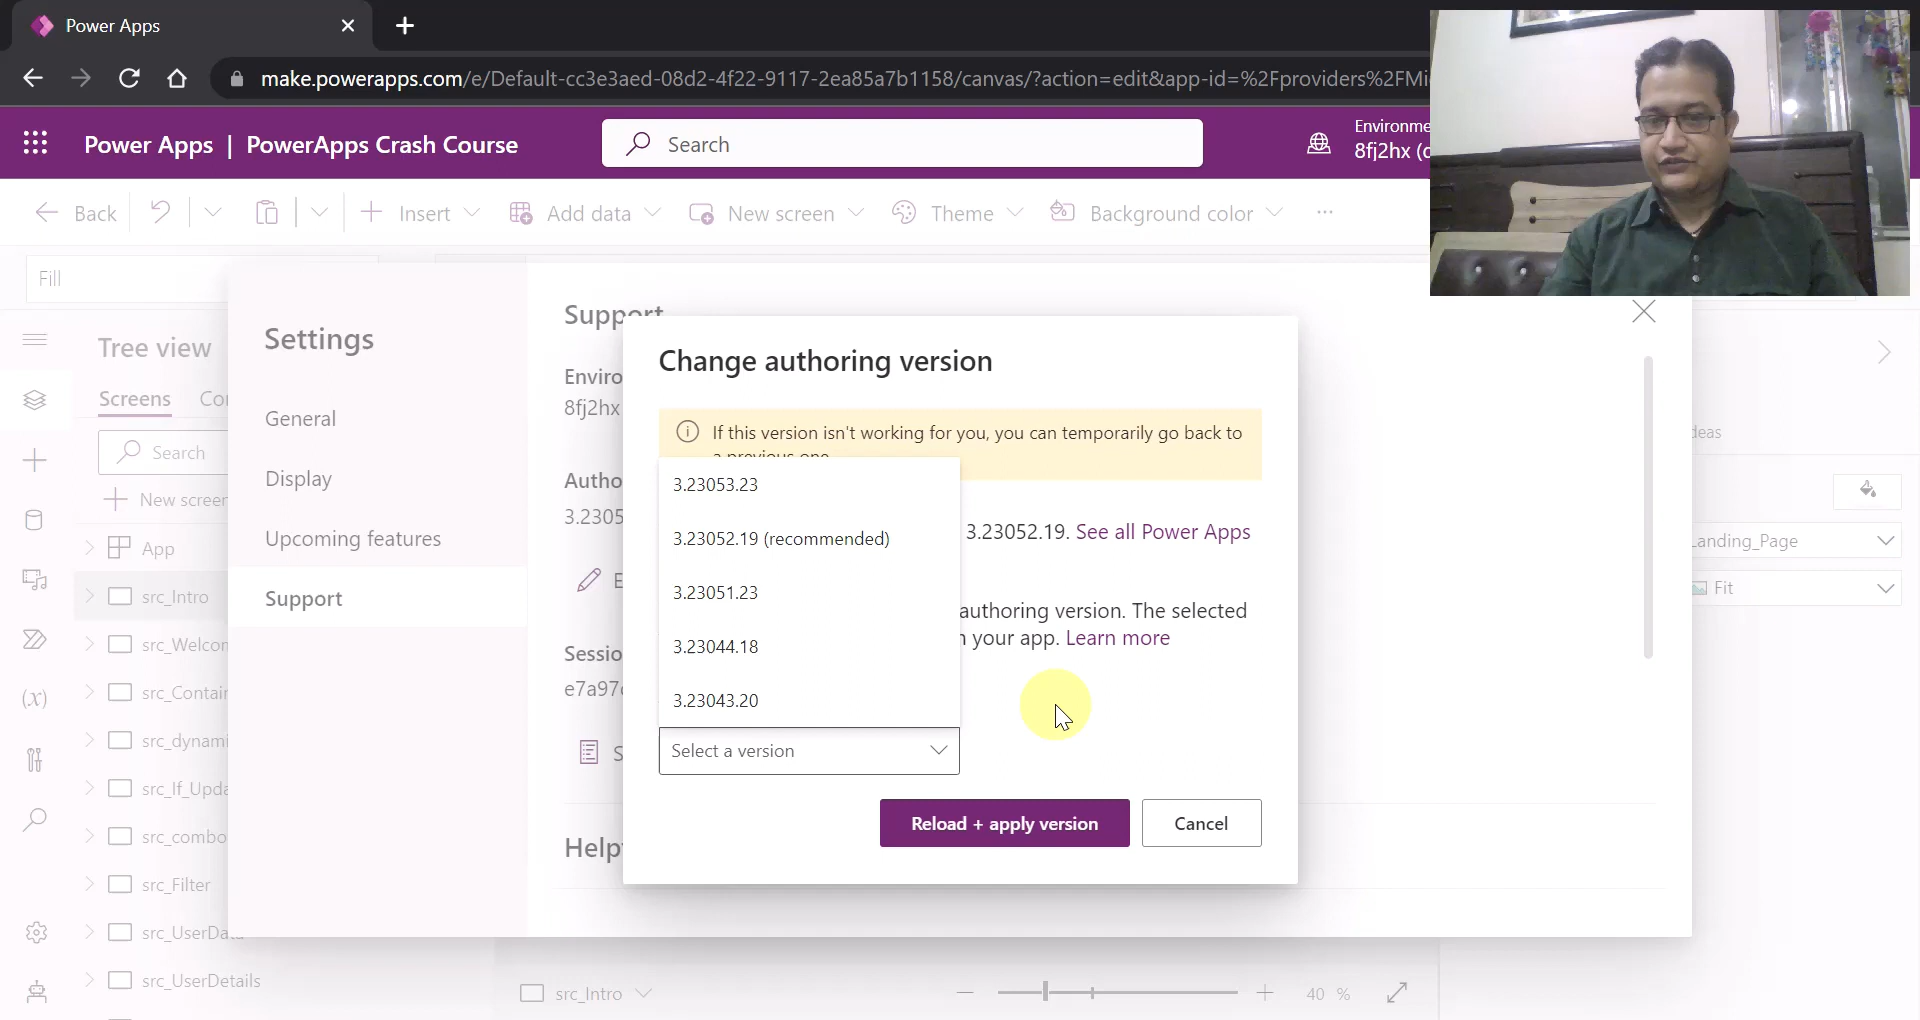 Power Apps
make.powerapps.com/e/Default-cc3e3aed-08d2-4f22-9117-2ea85a7b1158/canvas/?action=edit&app-id=%2Fproviders%2FMi
Power Apps | PowerApps Crash Course
Search
Environme
8fj2hx (c
Back
Insert
Add data
New screen
Theme
Background color
Fill
Tree view
Screens
Co
Search
New screen
App
src_Intro
src_Welcon
src_Contair
src_dynami
src_If_Upda
src_combo
src_Filter
src_UserData
src_UserDetails
Settings
General
Display
Upcoming features
Support
Support
Enviro
8fj2hx
Autho
3.2305
E
Sessio
e7a97
S
Help
Change authoring version
If this version isn't working for you, you can temporarily go back to
a previous one.
3.23053.23
3.23052.19 (recommended)
3.23051.23
3.23044.18
3.23043.20
3.23052.19. See all Power Apps
authoring version. The selected
n your app. Learn more
Select a version
Reload + apply version
Cancel
deas
Landing_Page
Fit
src_Intro
40 %